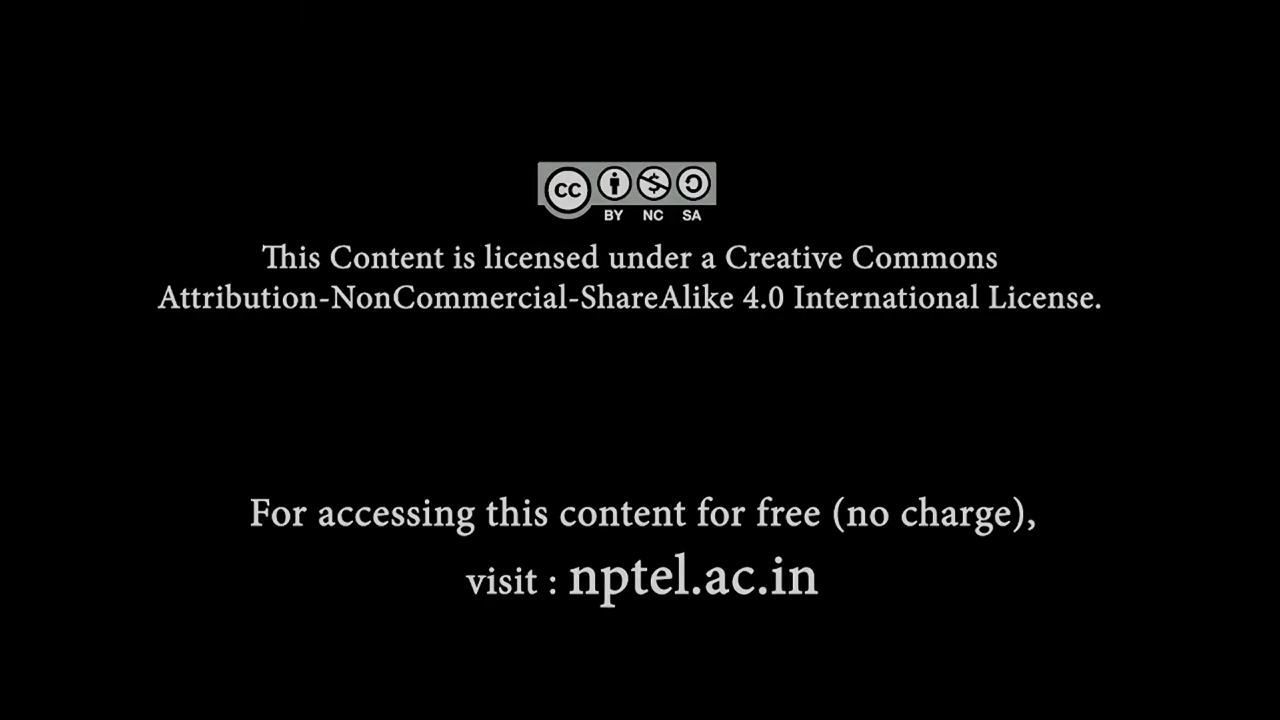 CC BY NC SA
This Content is licensed under a Creative Commons
Attribution-NonCommercial-ShareAlike 4.0 International License.
For accessing this content for free (no charge),
visit : nptel.ac.in